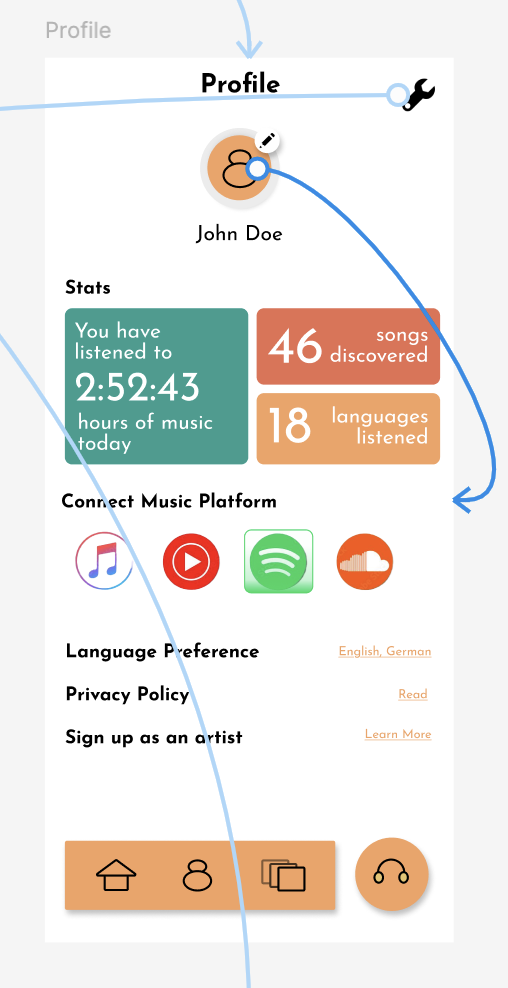 Profile
Profile
John Doe
Stats
You have
listened to
2:52:43
hours of music
today
46 songs
discovered
18 languages
listened
Connect Music Platform
Language Preference English, German
Privacy Policy Read
Sign up as an artist Learn More